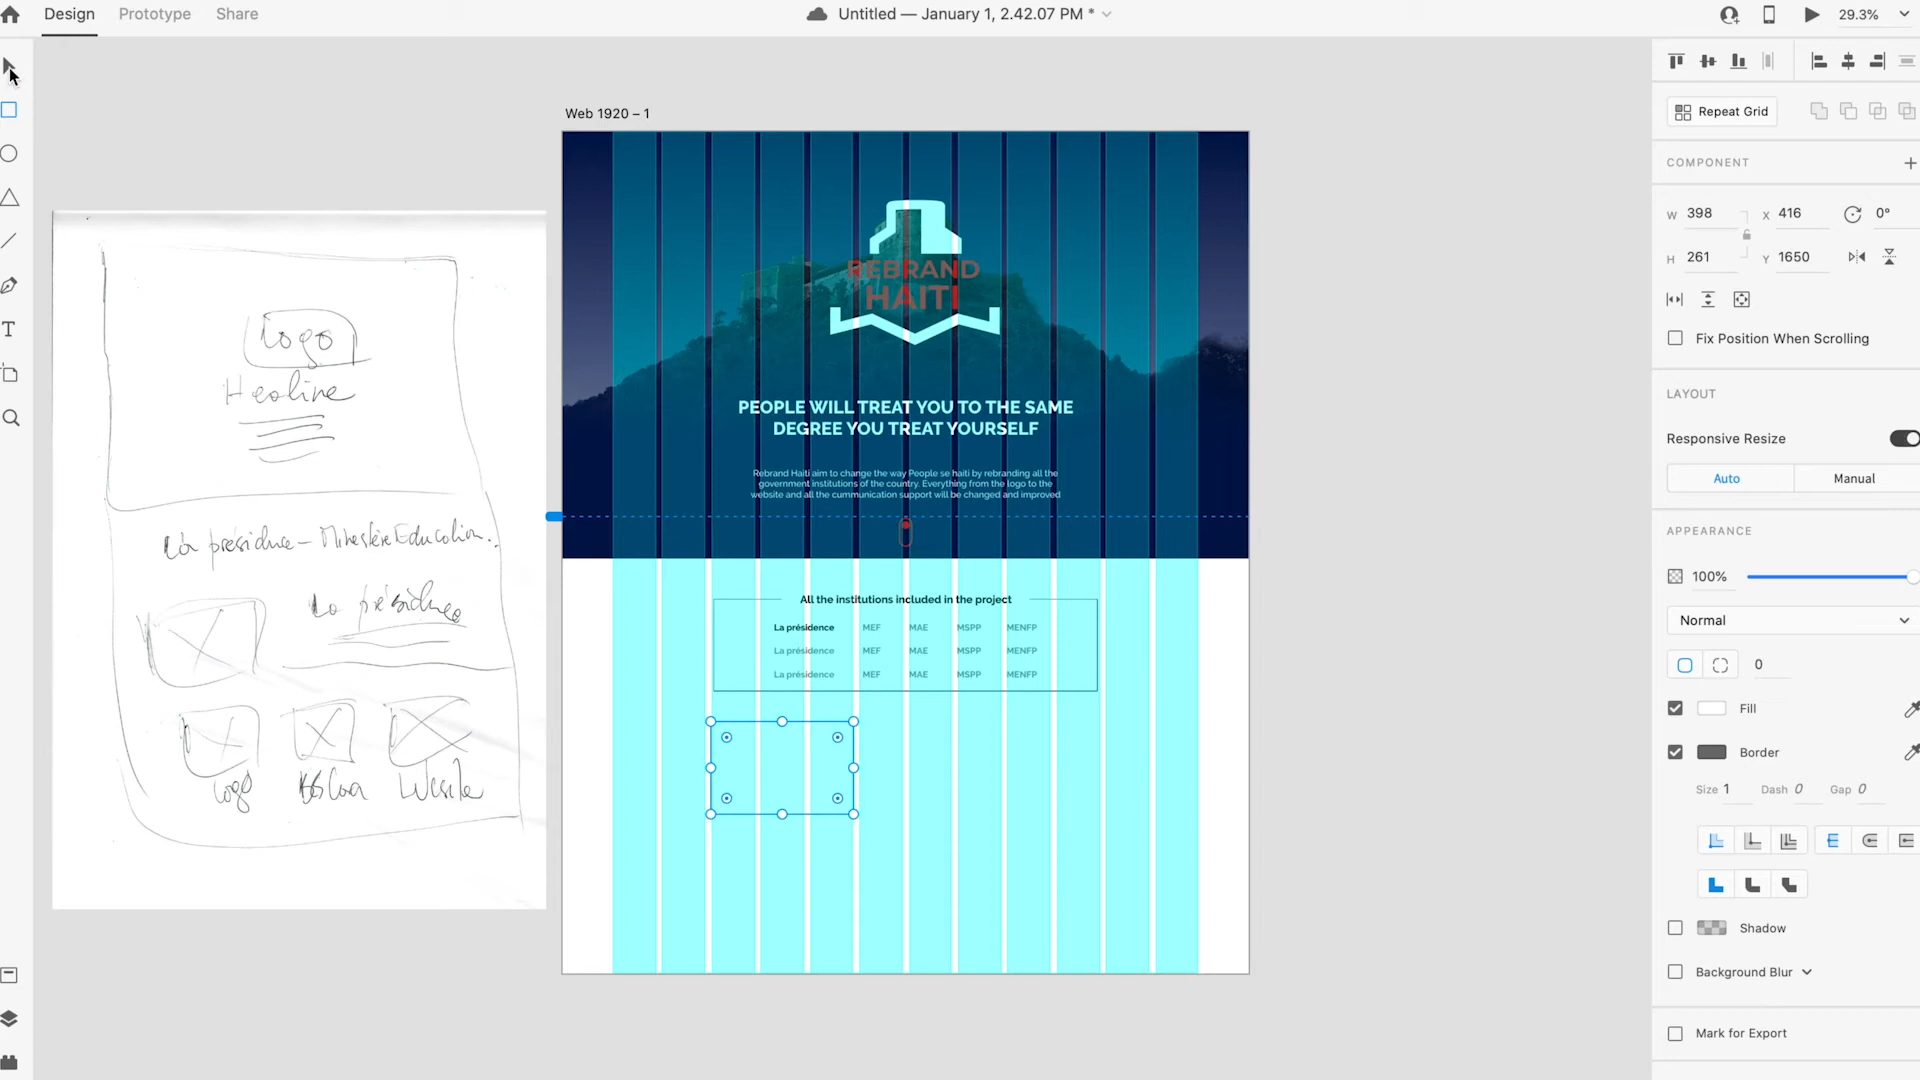 Design
Prototype
Share
Untitled — January 1, 2.42.07 PM *
29.3%
Repeat Grid
COMPONENT
W 398
X 416
0°
H 261
Y 1650
Fix Position When Scrolling
LAYOUT
Responsive Resize
Auto
Manual
APPEARANCE
100%
Normal
0
Fill
Border
Size 1
Dash 0
Gap 0
Shadow
Background Blur
Mark for Export
T
Web 1920 – 1
REBRAND
HAITI
PEOPLE WILL TREAT YOU TO THE SAME
DEGREE YOU TREAT YOURSELF
Rebrand Haiti aim to change the way People se haiti by rebranding all the
government institutions of the country. Everything from the logo to the
website and all the cummunication support will be changed and improved
All the institutions included in the project
La présidence MEF MAE MSPP MENFP
La présidence MEF MAE MSPP MENFP
La présidence MEF MAE MSPP MENFP
Logo
Healine
La présidence
Logo